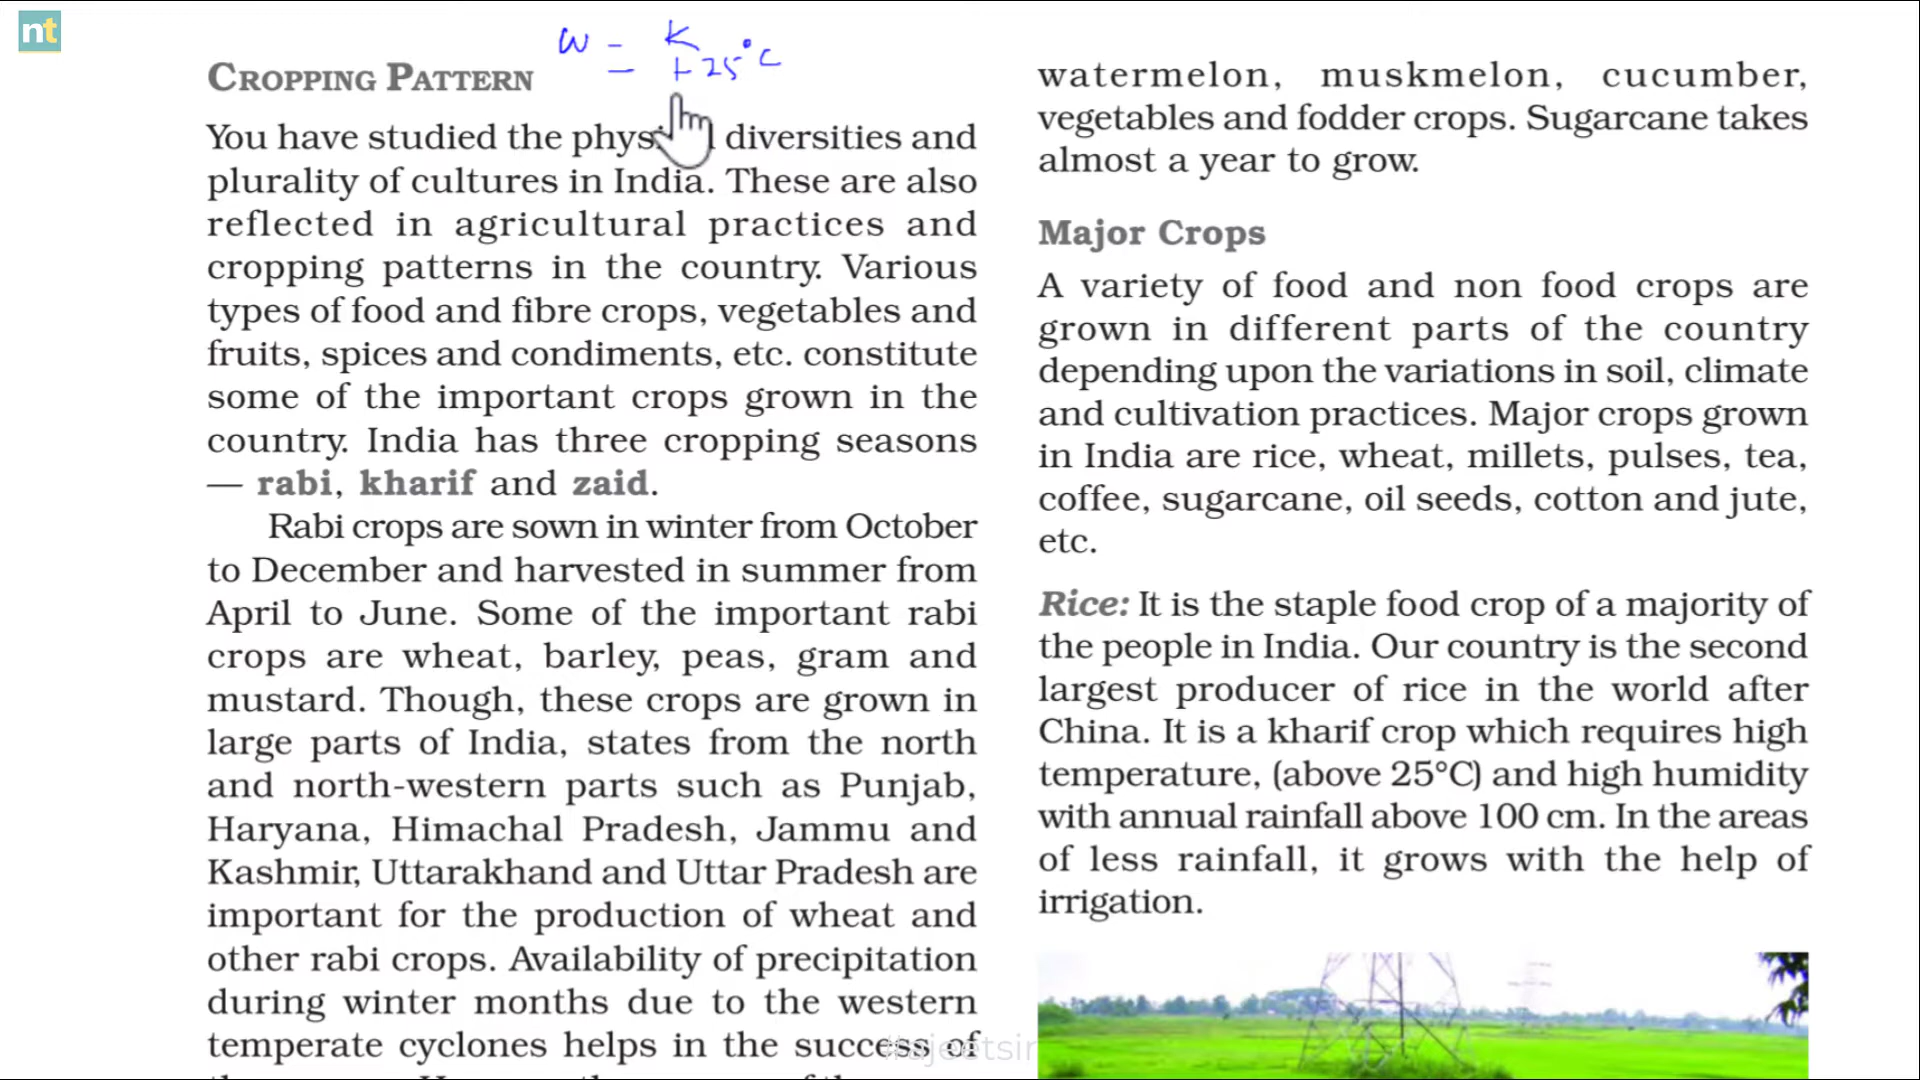 nt
w = K
+25°C
CROPPING PATTERN
You have studied the phys diversities and
plurality of cultures in India. These are also
reflected in agricultural practices and
cropping patterns in the country. Various
types of food and fibre crops, vegetables and
fruits, spices and condiments, etc. constitute
some of the important crops grown in the
country. India has three cropping seasons
— rabi, kharif and zaid.
Rabi crops are sown in winter from October
to December and harvested in summer from
April to June. Some of the important rabi
crops are wheat, barley, peas, gram and
mustard. Though, these crops are grown in
large parts of India, states from the north
and north-western parts such as Punjab,
Haryana, Himachal Pradesh, Jammu and
Kashmir, Uttarakhand and Uttar Pradesh are
important for the production of wheat and
other rabi crops. Availability of precipitation
during winter months due to the western
temperate cyclones helps in the success of
watermelon, muskmelon, cucumber,
vegetables and fodder crops. Sugarcane takes
almost a year to grow.
Major Crops
A variety of food and non food crops are
grown in different parts of the country
depending upon the variations in soil, climate
and cultivation practices. Major crops grown
in India are rice, wheat, millets, pulses, tea,
coffee, sugarcane, oil seeds, cotton and jute,
etc.
Rice: It is the staple food crop of a majority of
the people in India. Our country is the second
largest producer of rice in the world after
China. It is a kharif crop which requires high
temperature, (above 25°C) and high humidity
with annual rainfall above 100 cm. In the areas
of less rainfall, it grows with the help of
irrigation.
#ajeetsir